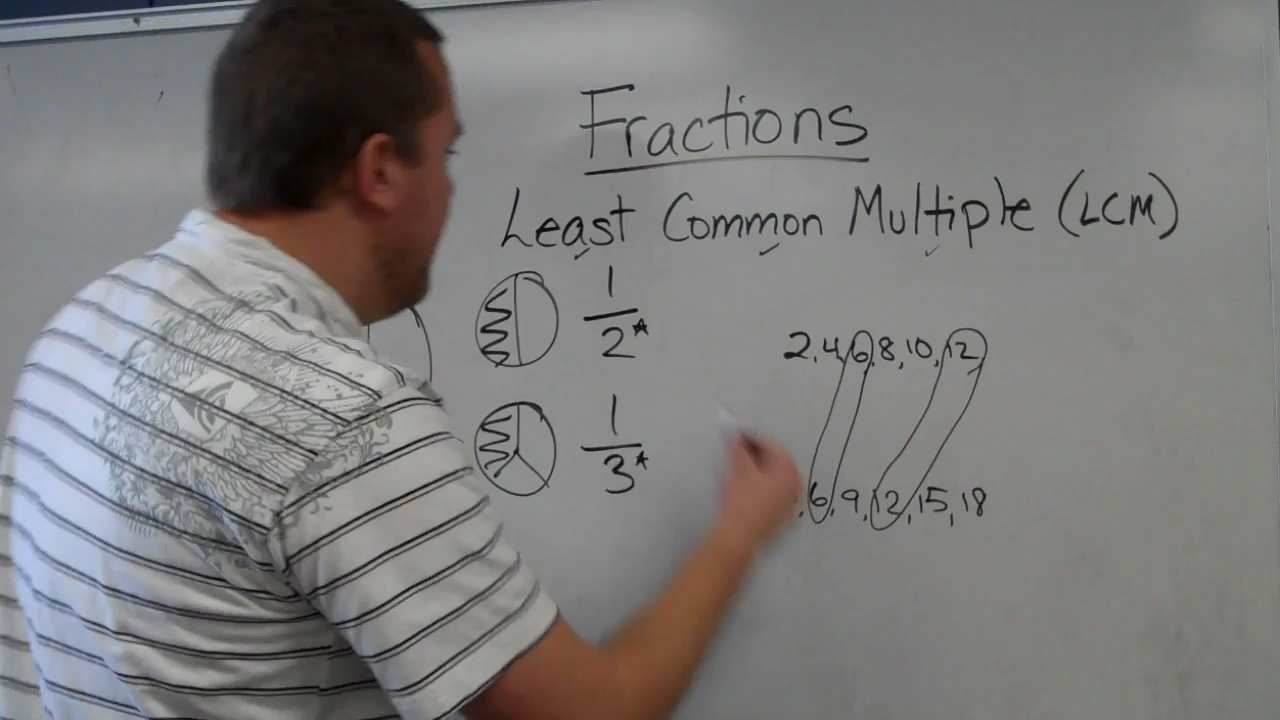 Fractions
Least Common Multiple (LCM)
1
2*
2, 4, 6, 8, 10, 12
1
3*
, 6, 9, 12, 15, 18